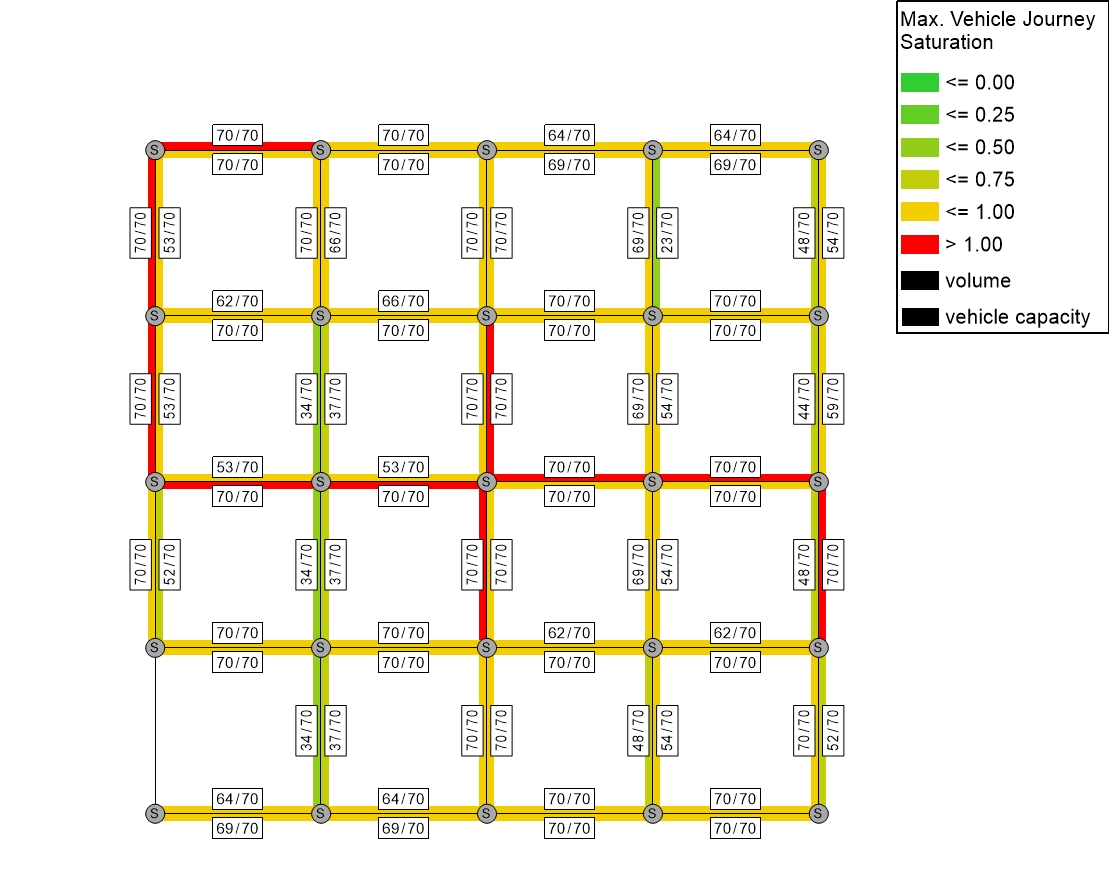 Max. Vehicle Journey
Saturation
<= 0.00
<= 0.25
<= 0.50
<= 0.75
<= 1.00
> 1.00
volume
vehicle capacity
70/70 70/70 64/70 64/70
S S S S S
70/70 70/70 69/70 69/70
70/70 53/70 70/70 66/70 70/70 70/70 69/70 23/70 48/70 54/70
62/70 66/70 70/70 70/70
S S S S S
70/70 70/70 70/70 70/70
70/70 53/70 34/70 37/70 70/70 70/70 69/70 54/70 44/70 59/70
53/70 53/70 70/70 70/70
S S S S S
70/70 70/70 70/70 70/70
70/70 52/70 34/70 37/70 70/70 70/70 69/70 54/70 48/70 70/70
70/70 70/70 62/70 62/70
S S S S S
70/70 70/70 70/70 70/70
34/70 37/70 70/70 70/70 48/70 54/70 70/70 52/70
64/70 64/70 70/70 70/70
S S S S S
69/70 69/70 70/70 70/70